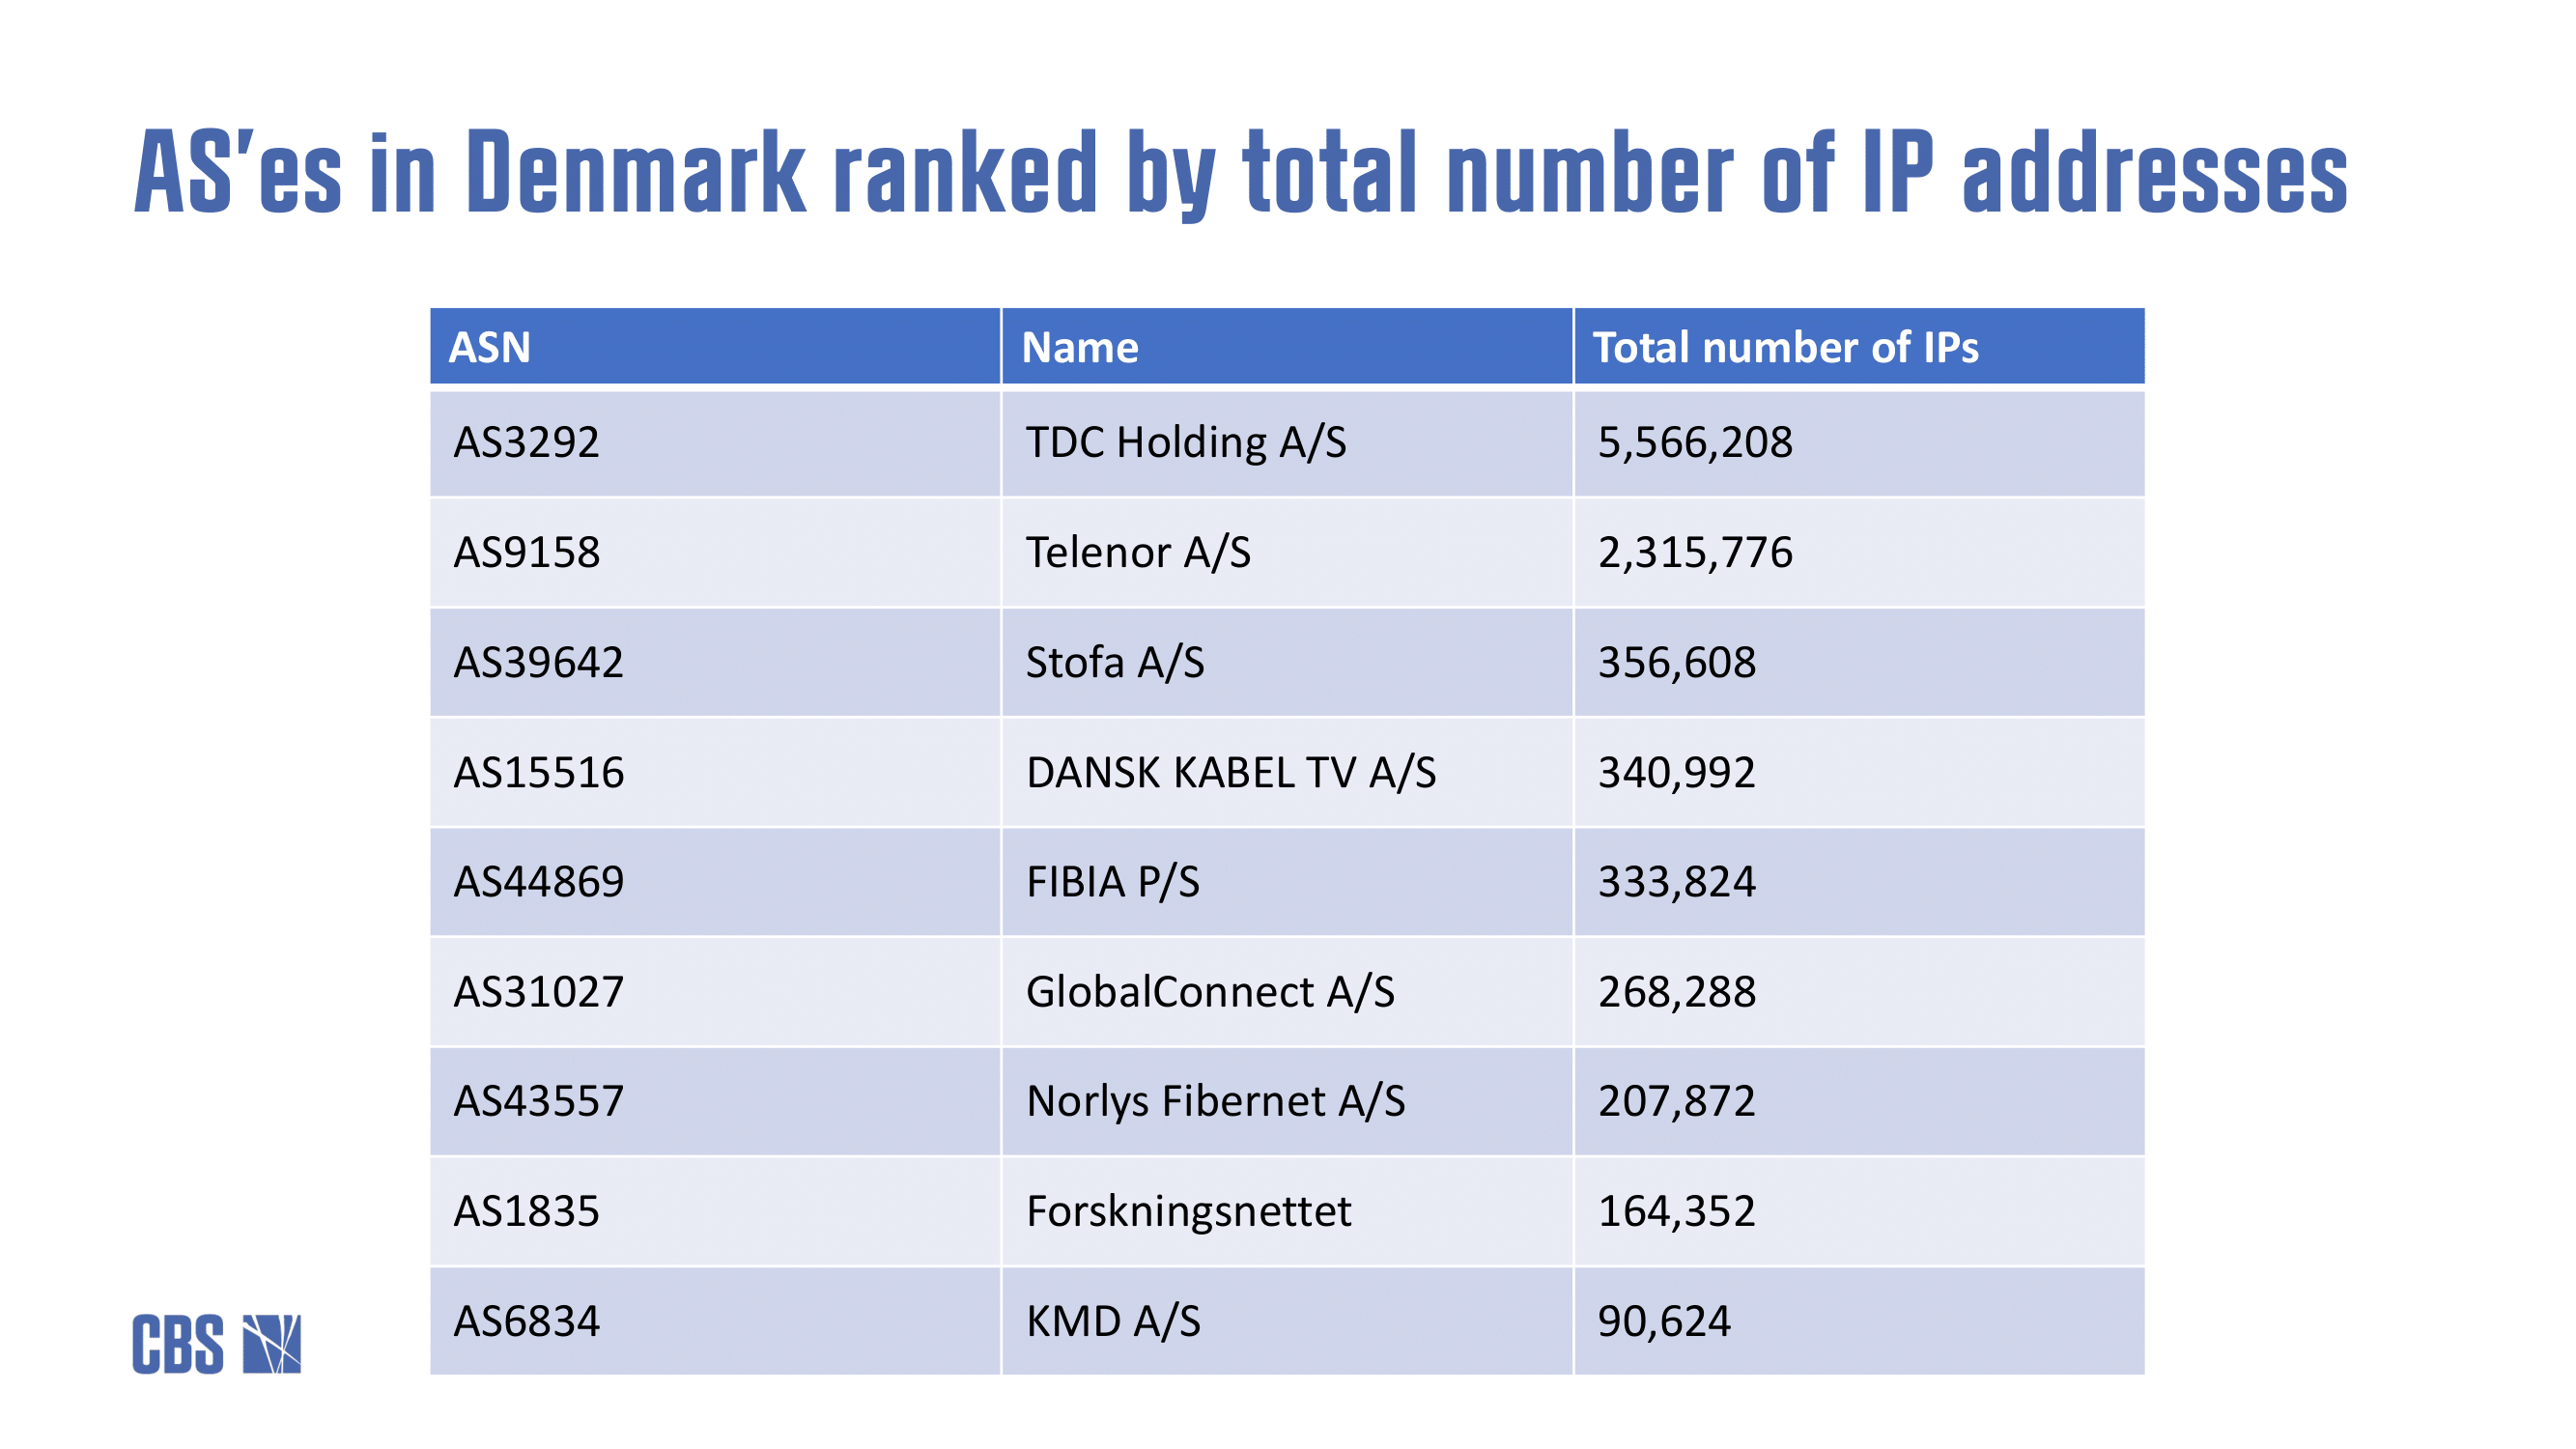 AS'es in Denmark ranked by total number of IP addresses
ASN Name Total number of IPs
AS3292 TDC Holding A/S 5,566,208
AS9158 Telenor A/S 2,315,776
AS39642 Stofa A/S 356,608
AS15516 DANSK KABEL TV A/S 340,992
AS44869 FIBIA P/S 333,824
AS31027 GlobalConnect A/S 268,288
AS43557 Norlys Fibernet A/S 207,872
AS1835 Forskningsnettet 164,352
AS6834 KMD A/S 90,624
CBS